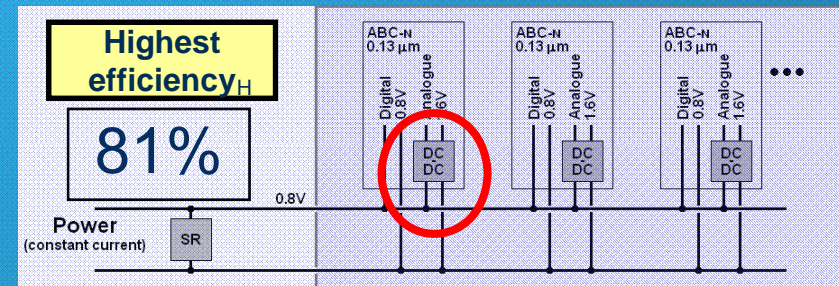 Highest
efficiencyH
81%
Power
(constant current)
SR
0.8V
ABC-N
0.13 μm
Digital
0.8V
Analogue
1.6V
DC
DC
ABC-N
0.13 μm
Digital
0.8V
Analogue
1.6V
DC
DC
ABC-N
0.13 μm
Digital
0.8V
Analogue
1.6V
DC
DC
•••